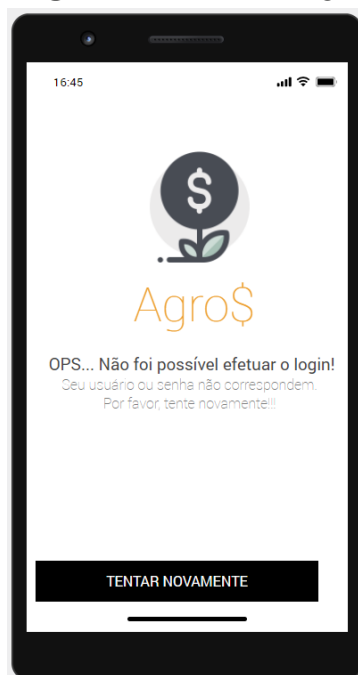 16:45
$
Agro$
OPS... Não foi possível efetuar o login!
Seu usuário ou senha não correspondem.
Por favor, tente novamente!!!
TENTAR NOVAMENTE